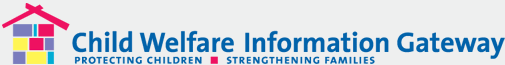 Child Welfare Information Gateway
PROTECTING CHILDREN ■ STRENGTHENING FAMILIES